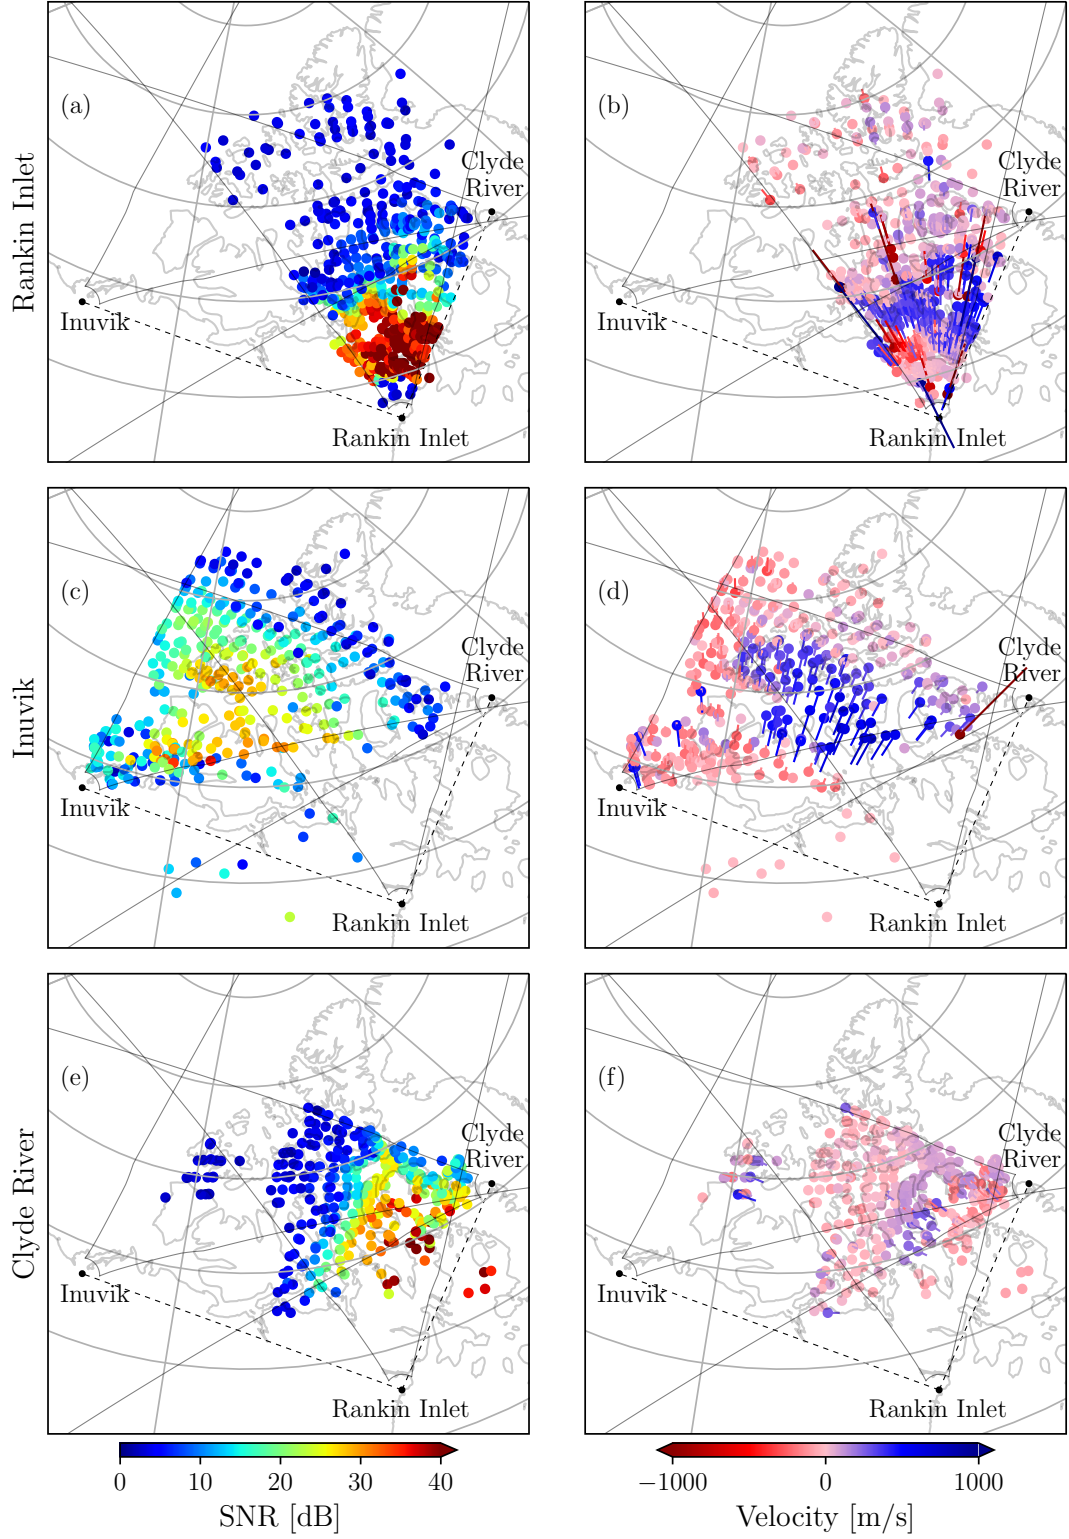 Rankin Inlet
(a)
Clyde
River
Inuvik
Rankin Inlet
(b)
Clyde
River
Inuvik
Rankin Inlet
Inuvik
(c)
Clyde
River
Inuvik
Rankin Inlet
(d)
Clyde
River
Inuvik
Rankin Inlet
Clyde River
(e)
Clyde
River
Inuvik
Rankin Inlet
(f)
Clyde
River
Inuvik
Rankin Inlet
0 10 20 30 40
SNR [dB]
−1000 0 1000
Velocity [m/s]